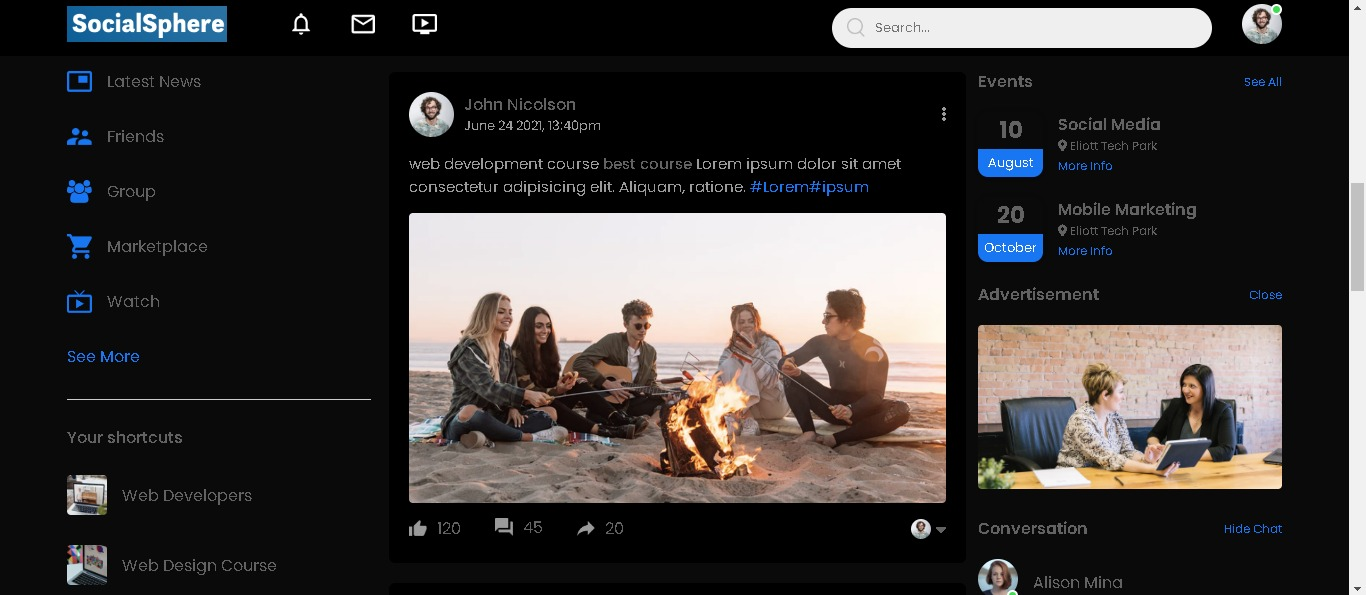 SocialSphere
Search...
Latest News
Friends
Group
Marketplace
Watch
See More
Your shortcuts
Web Developers
Web Design Course
John Nicolson
June 24 2021, 13:40pm
web development course best course Lorem ipsum dolor sit amet
consectetur adipisicing elit. Aliquam, ratione. #Lorem#ipsum
120
45
20
Events
See All
10
August
Social Media
Eliott Tech Park
More Info
20
October
Mobile Marketing
Eliott Tech Park
More Info
Advertisement
Close
Conversation
Hide Chat
Alison Mina